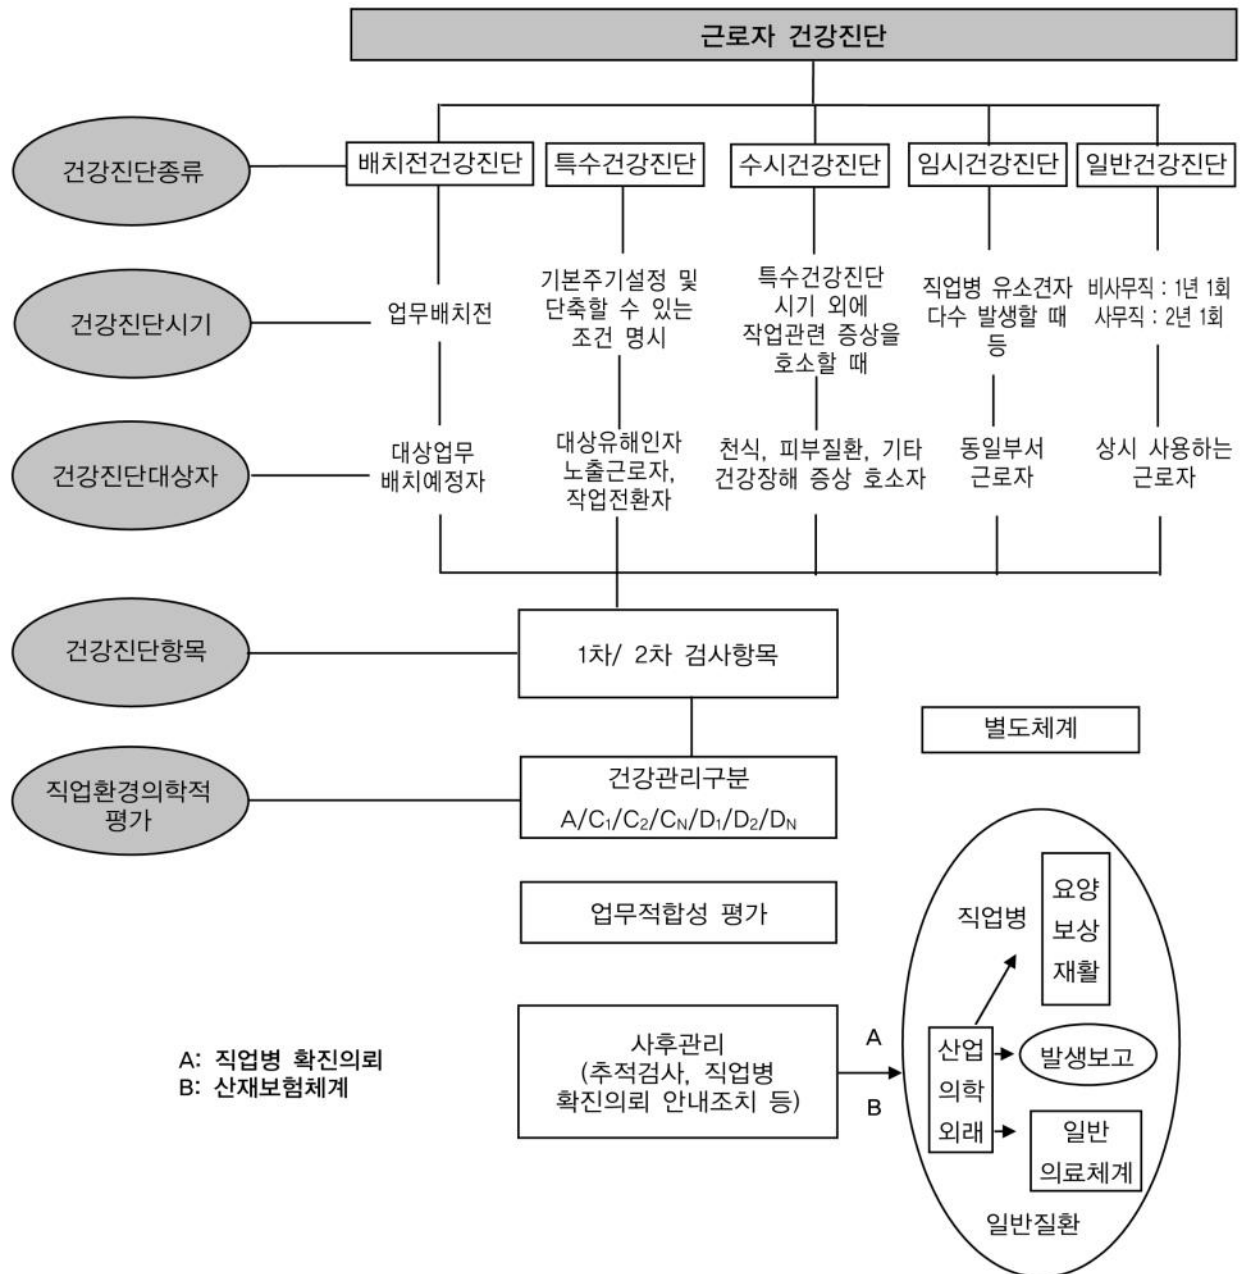 근로자 건강진단
건강진단종류
배치전건강진단
특수건강진단
수시건강진단
임시건강진단
일반건강진단
건강진단시기
업무배치전
기본주기설정 및
단축할 수 있는
조건 명시
특수건강진단
시기 외에
작업관련 증상을
호소할 때
직업병 유소견자
다수 발생할 때
등
비사무직 : 1년 1회
사무직 : 2년 1회
건강진단대상자
대상업무
배치예정자
대상유해인자
노출근로자,
작업전환자
천식, 피부질환, 기타
건강장해 증상 호소자
동일부서
근로자
상시 사용하는
근로자
건강진단항목
1차/ 2차 검사항목
별도체계
직업환경의학적
평가
건강관리구분
A/C₁/C₂/C_N/D₁/D₂/D_N
업무적합성 평가
사후관리
(추적검사, 직업병
확진의뢰 안내조치 등)
A
B
A: 직업병 확진의뢰
B: 산재보험체계
직업병
요양
보상
재활
산업
의학
외래
발생보고
일반
의료체계
일반질환